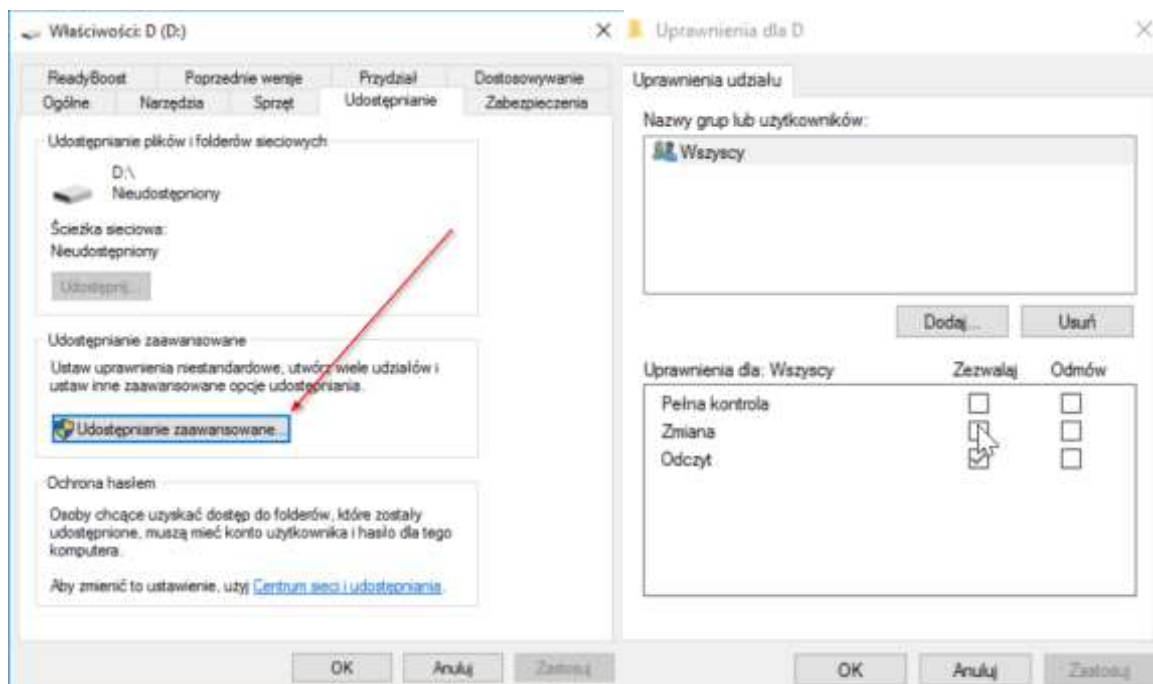 Właściwości: D (D:)
ReadyBoost Poprzednie wersje Przydział Dostosowywanie
Ogólne Narzędzia Sprzęt Udostępnianie Zabezpieczenia
Udostępnianie plików i folderów sieciowych
D:\
Nieudostępniony
Ścieżka sieciowa:
Nieudostępniony
Udostępnij...
Udostępnianie zaawansowane
Ustaw uprawnienia niestandardowe, utwórz wiele udziałów i
ustaw inne zaawansowane opcje udostępniania.
Udostępnianie zaawansowane...
Ochrona hasłem
Osoby chcące uzyskać dostęp do folderów, które zostały
udostępnione, muszą mieć konto użytkownika i hasło dla tego
komputera.
Aby zmienić to ustawienie, użyj Centrum sieci i udostępniania.
OK Anuluj Zastosuj
Uprawnienia dla D
Uprawnienia udziału
Nazwy grup lub użytkowników:
Wszyscy
Dodaj... Usuń
Uprawnienia dla: Wszyscy Zezwalaj Odmów
Pełna kontrola
Zmiana
Odczyt
OK Anuluj Zastosuj